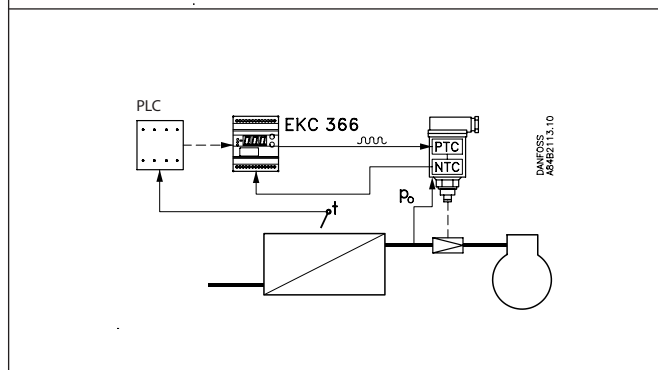 PLC
EKC 366
PTC
NTC
DANFOSS
A84B2113.10
t
p₀